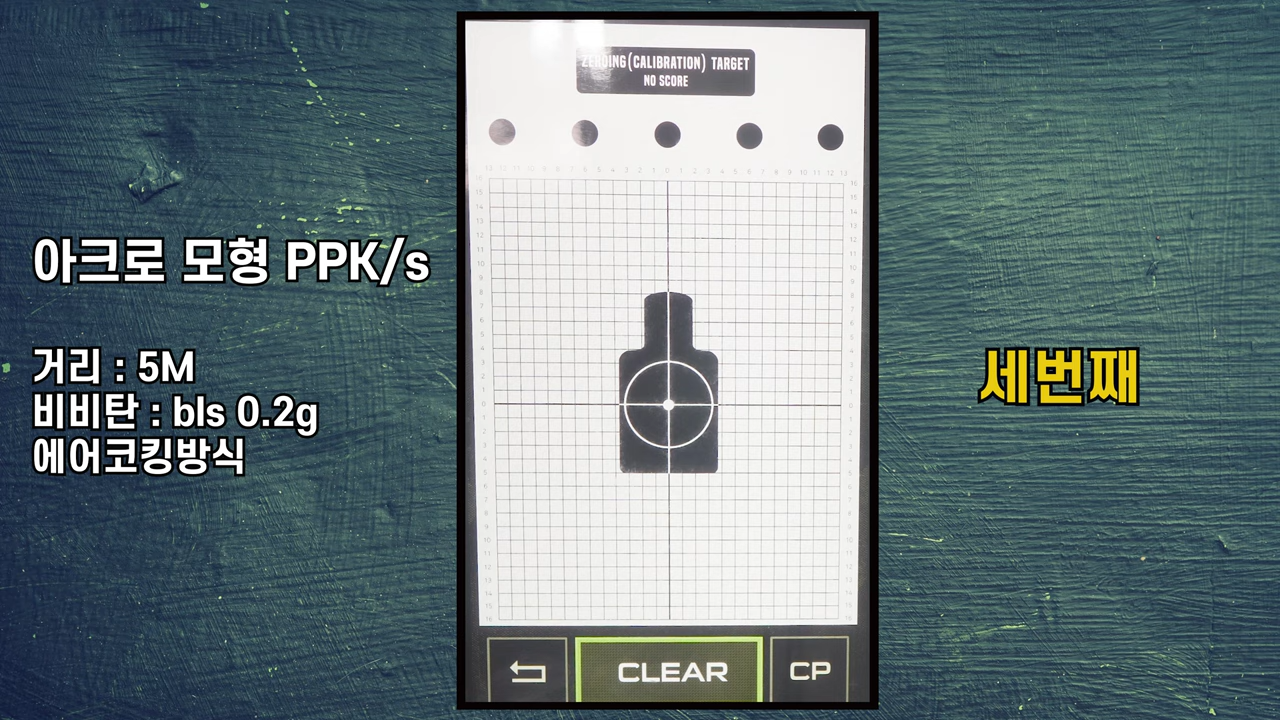 ZEROING (CALIBRATION) TARGET
NO SCORE
아크로 모형 PPK/s
거리 : 5M
비비탄 : bls 0.2g
에어코킹방식
세번째
CLEAR
CP